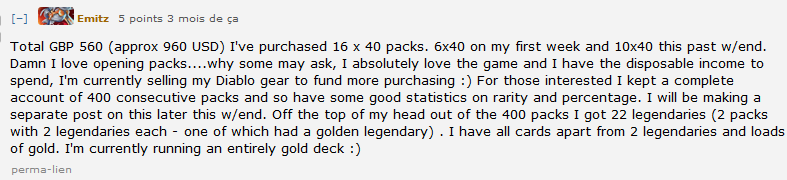 [-] Emitz 5 points 3 mois de ça
Total GBP 560 (approx 960 USD) I've purchased 16 x 40 packs. 6x40 on my first week and 10x40 this past w/end.
Damn I love opening packs....why some may ask, I absolutely love the game and I have the disposable income to
spend, I'm currently selling my Diablo gear to fund more purchasing :) For those interested I kept a complete
account of 400 consecutive packs and so have some good statistics on rarity and percentage. I will be making a
separate post on this later this w/end. Off the top of my head out of the 400 packs I got 22 legendaries (2 packs
with 2 legendaries each - one of which had a golden legendary) . I have all cards apart from 2 legendaries and loads
of gold. I'm currently running an entirely gold deck :)
perma-lien